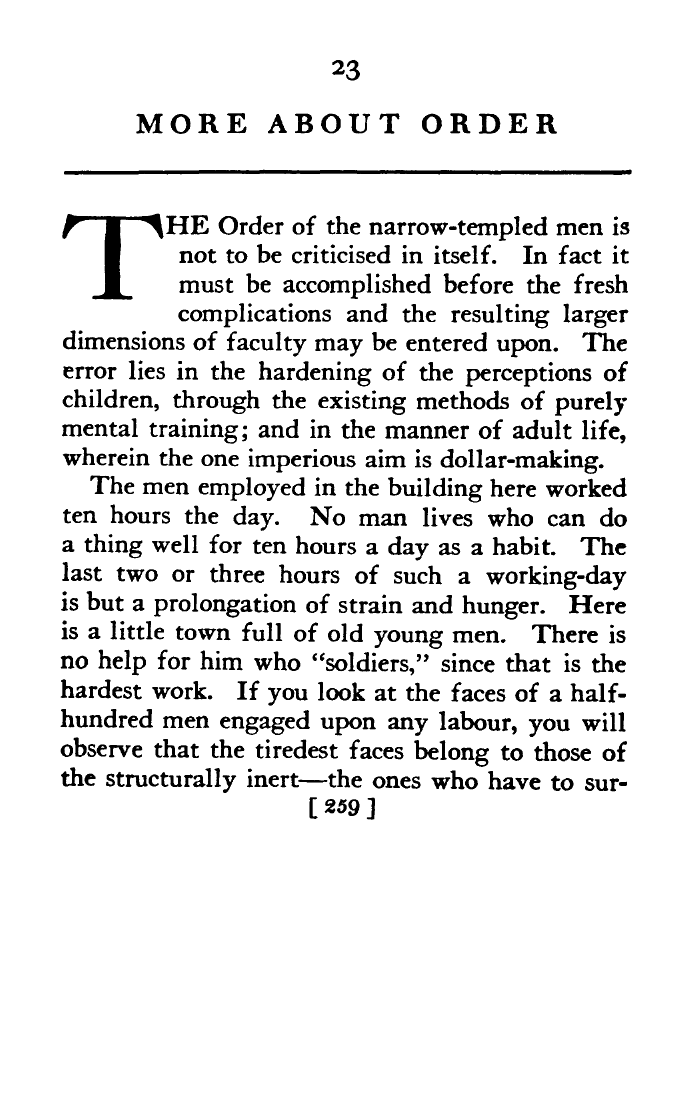 23
MORE ABOUT ORDER
THE Order of the narrow-templed men is
not to be criticised in itself. In fact it
must be accomplished before the fresh
complications and the resulting larger
dimensions of faculty may be entered upon. The
error lies in the hardening of the perceptions of
children, through the existing methods of purely
mental training; and in the manner of adult life,
wherein the one imperious aim is dollar-making.
The men employed in the building here worked
ten hours the day. No man lives who can do
a thing well for ten hours a day as a habit. The
last two or three hours of such a working-day
is but a prolongation of strain and hunger. Here
is a little town full of old young men. There is
no help for him who “soldiers,” since that is the
hardest work. If you look at the faces of a half-
hundred men engaged upon any labour, you will
observe that the tiredest faces belong to those of
the structurally inert—the ones who have to sur-
[ 259 ]